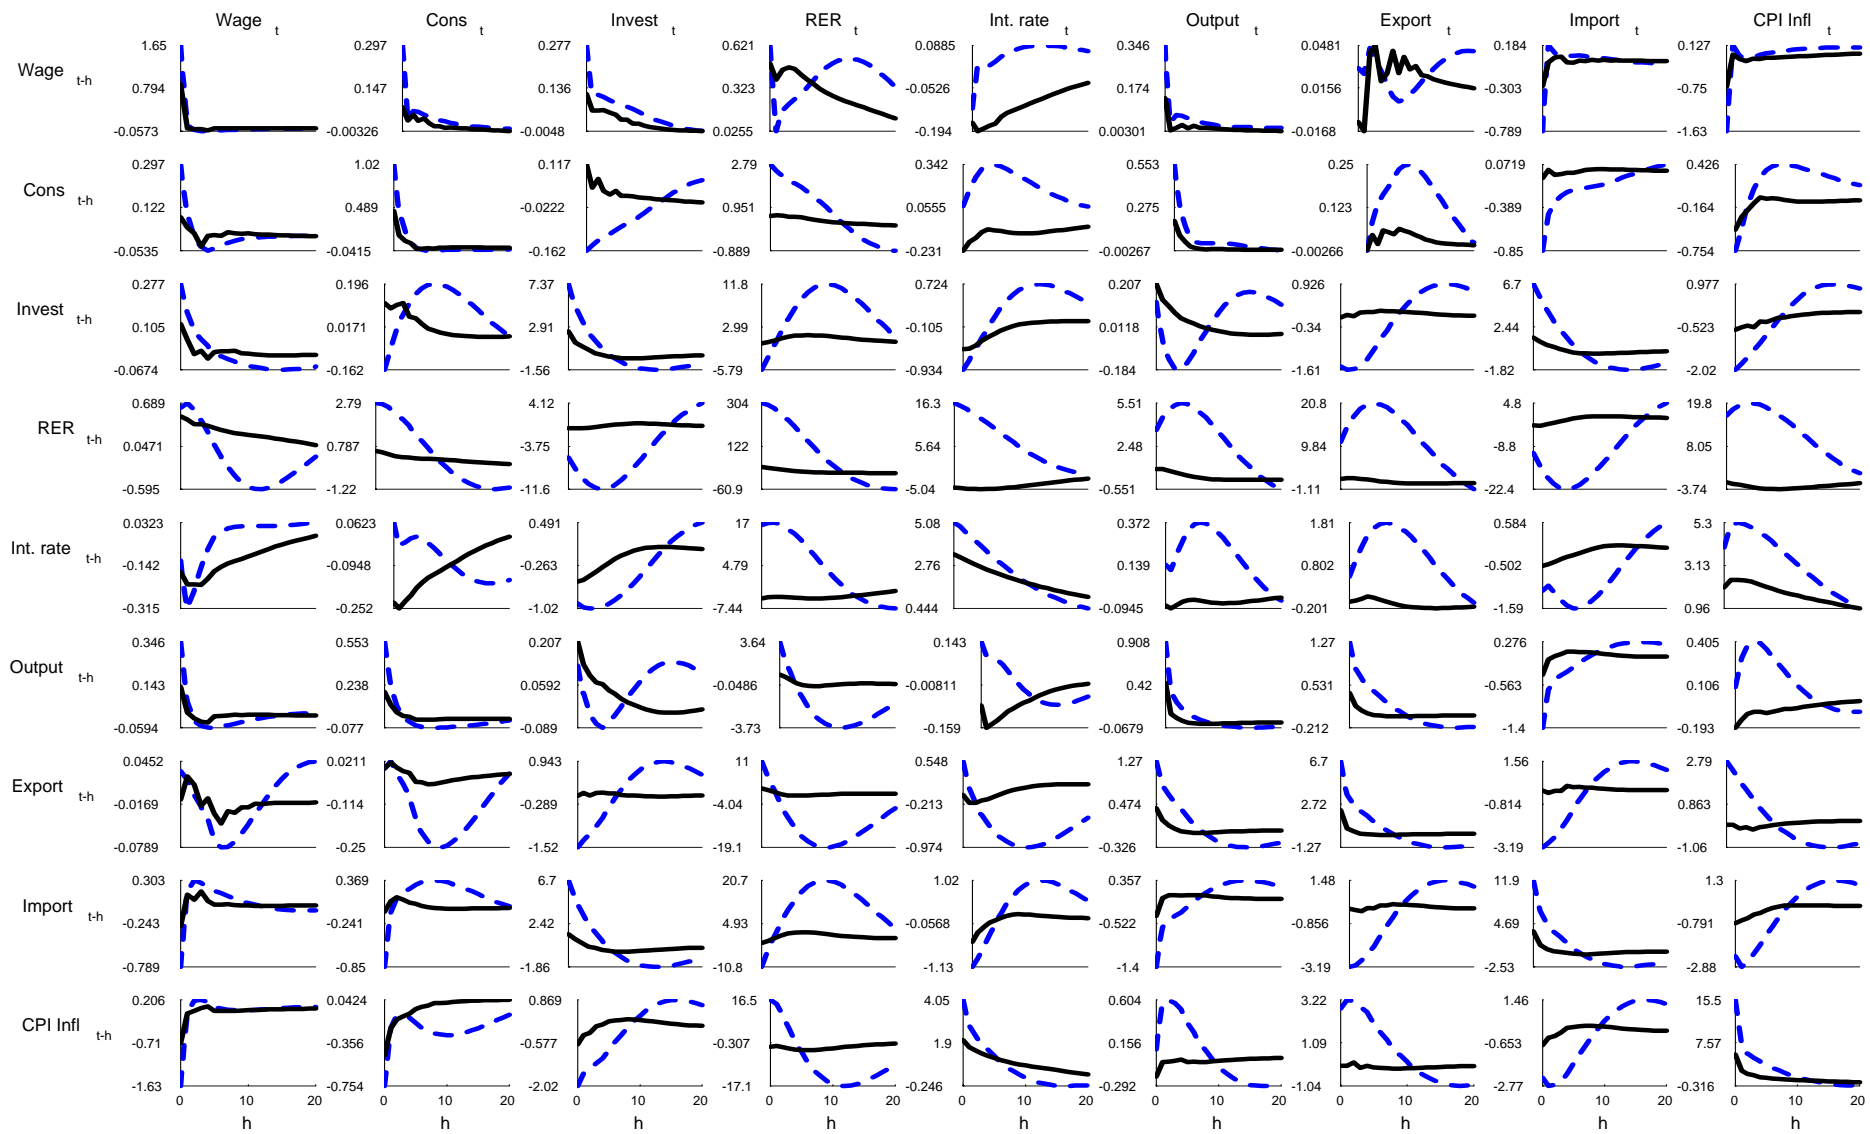 Wage t Cons t Invest t RER t Int. rate t Output t Export t Import t CPI Infl t
1.65 0.297 0.277 0.621 0.0885 0.346 0.0481 0.184 0.127
Wage t-h
0.794 0.147 0.136 0.323 -0.0526 0.174 0.0156 -0.303 -0.75
-0.0573 -0.00326 -0.0048 0.0255 -0.194 0.00301 -0.0168 -0.789 -1.63
0.297 1.02 0.117 2.79 0.342 0.553 0.25 0.0719 0.426
Cons t-h
0.122 0.489 -0.0222 0.951 0.0555 0.275 0.123 -0.389 -0.164
-0.0535 -0.0415 -0.162 -0.889 -0.231 -0.00267 -0.00266 -0.85 -0.754
0.277 0.196 7.37 11.8 0.724 0.207 0.926 6.7 0.977
Invest t-h
0.105 0.0171 2.91 2.99 -0.105 0.0118 -0.34 2.44 -0.523
-0.0674 -0.162 -1.56 -5.79 -0.934 -0.184 -1.61 -1.82 -2.02
0.689 2.79 4.12 304 16.3 5.51 20.8 4.8 19.8
RER t-h
0.0471 0.787 -3.75 122 5.64 2.48 9.84 -8.8 8.05
-0.595 -1.22 -11.6 -60.9 -5.04 -0.551 -1.11 -22.4 -3.74
0.0323 0.0623 0.491 17 5.08 0.372 1.81 0.584 5.3
Int. rate t-h
-0.142 -0.0948 -0.263 4.79 2.76 0.139 0.802 -0.502 3.13
-0.315 -0.252 -1.02 -7.44 0.444 -0.0945 -0.201 -1.59 0.96
0.346 0.553 0.207 3.64 0.143 0.908 1.27 0.276 0.405
Output t-h
0.143 0.238 0.0592 -0.0486 -0.00811 0.42 0.531 -0.563 0.106
-0.0594 -0.077 -0.089 -3.73 -0.159 -0.0679 -0.212 -1.4 -0.193
0.0452 0.0211 0.943 11 0.548 1.27 6.7 1.56 2.79
Export t-h
-0.0169 -0.114 -0.289 -4.04 -0.213 0.474 2.72 -0.814 0.863
-0.0789 -0.25 -1.52 -19.1 -0.974 -0.326 -1.27 -3.19 -1.06
0.303 0.369 6.7 20.7 1.02 0.357 1.48 11.9 1.3
Import t-h
-0.243 -0.241 2.42 4.93 -0.0568 -0.522 -0.856 4.69 -0.791
-0.789 -0.85 -1.86 -10.8 -1.13 -1.4 -3.19 -2.53 -2.88
0.206 0.0424 0.869 16.5 4.05 0.604 3.22 1.46 15.5
CPI Infl t-h
-0.71 -0.356 -0.577 -0.307 1.9 0.156 1.09 -0.653 7.57
-1.63 -0.754 -2.02 -17.1 -0.246 -0.292 -1.04 -2.77 -0.316
0 10 20 0 10 20 0 10 20 0 10 20 0 10 20 0 10 20 0 10 20 0 10 20 0 10 20
h h h h h h h h h